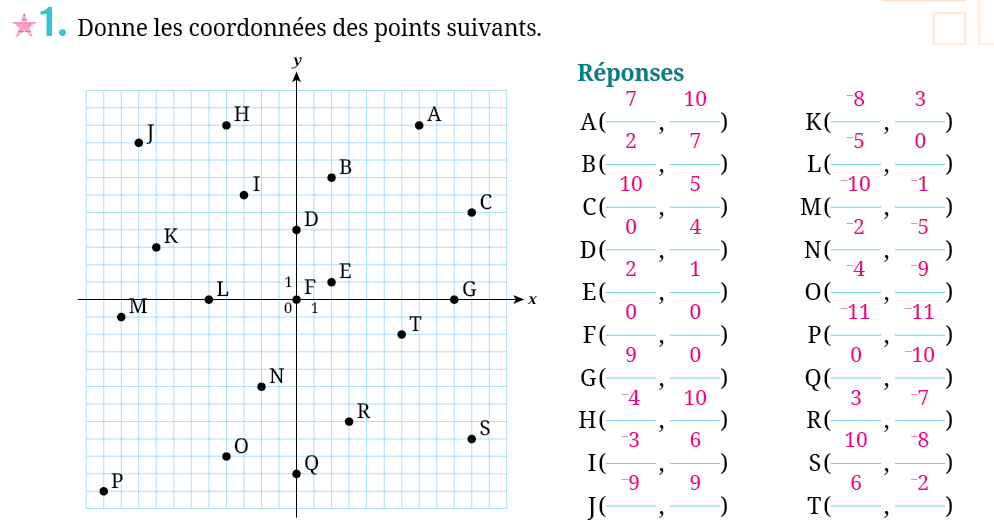 1. Donne les coordonnées des points suivants.
y
x
H
A
J
B
I
C
D
K
E
1
F
L
G
M
0
1
T
N
R
S
O
Q
P
Réponses
A( 7 , 10 )
B( 2 , 7 )
C( 10 , 5 )
D( 0 , 4 )
E( 2 , 1 )
F( 0 , 0 )
G( 9 , 0 )
H( ⁻4 , 10 )
I( ⁻3 , 6 )
J( ⁻9 , 9 )
K( ⁻8 , 3 )
L( ⁻5 , 0 )
M( ⁻10 , ⁻1 )
N( ⁻2 , ⁻5 )
O( ⁻4 , ⁻9 )
P( ⁻11 , ⁻11 )
Q( 0 , ⁻10 )
R( 3 , ⁻7 )
S( 10 , ⁻8 )
T( 6 , ⁻2 )